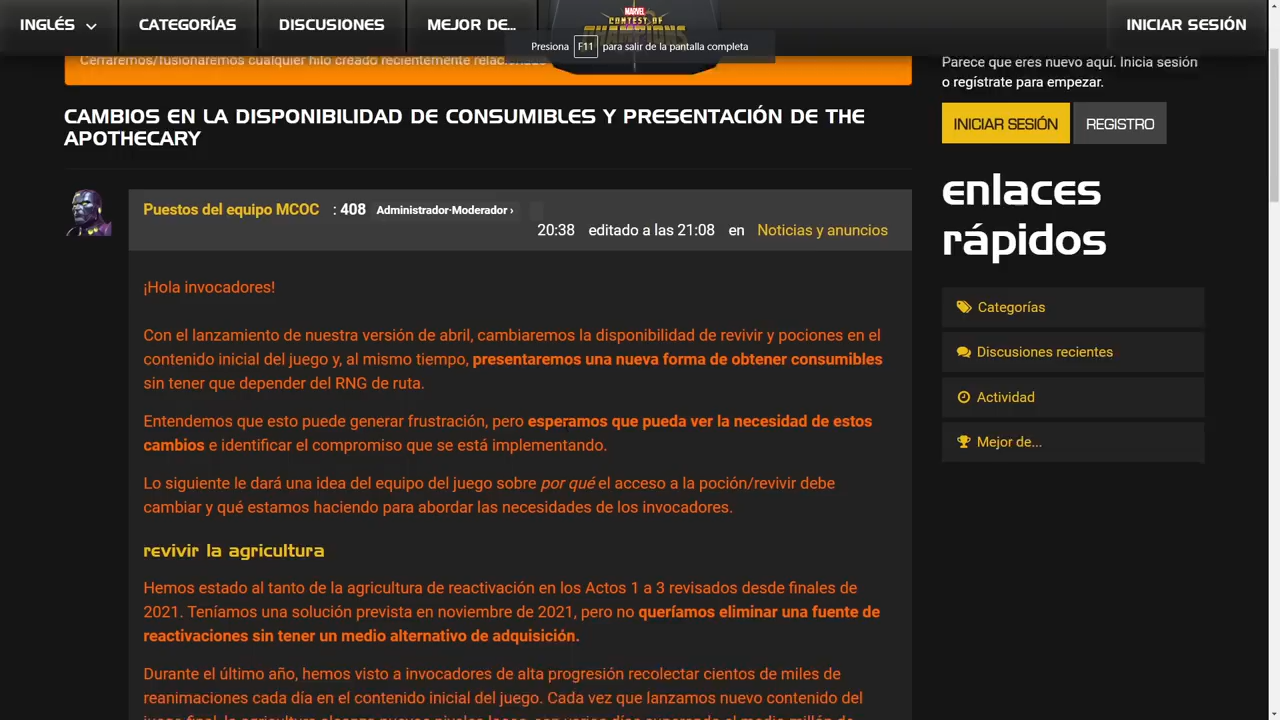 INGLÉS CATEGORÍAS DISCUSIONES MEJOR DE... MARVEL CONTEST OF CHAMPIONS INICIAR SESIÓN
Presiona F11 para salir de la pantalla completa
Cerraremos/fusionaremos cualquier hilo creado recientemente relacionado
CAMBIOS EN LA DISPONIBILIDAD DE CONSUMIBLES Y PRESENTACIÓN DE THE
APOTHECARY
Puestos del equipo MCOC : 408 Administrador·Moderador ›
20:38 editado a las 21:08 en Noticias y anuncios
¡Hola invocadores!
Con el lanzamiento de nuestra versión de abril, cambiaremos la disponibilidad de revivir y pociones en el
contenido inicial del juego y, al mismo tiempo, presentaremos una nueva forma de obtener consumibles
sin tener que depender del RNG de ruta.
Entendemos que esto puede generar frustración, pero esperamos que pueda ver la necesidad de estos
cambios e identificar el compromiso que se está implementando.
Lo siguiente le dará una idea del equipo del juego sobre por qué el acceso a la poción/revivir debe
cambiar y qué estamos haciendo para abordar las necesidades de los invocadores.
revivir la agricultura
Hemos estado al tanto de la agricultura de reactivación en los Actos 1 a 3 revisados desde finales de
2021. Teníamos una solución prevista en noviembre de 2021, pero no queríamos eliminar una fuente de
reactivaciones sin tener un medio alternativo de adquisición.
Durante el último año, hemos visto a invocadores de alta progresión recolectar cientos de miles de
reanimaciones cada día en el contenido inicial del juego. Cada vez que lanzamos nuevo contenido del
Parece que eres nuevo aquí. Inicia sesión
o regístrate para empezar.
INICIAR SESIÓN REGISTRO
enlaces
rápidos
Categorías
Discusiones recientes
Actividad
Mejor de...